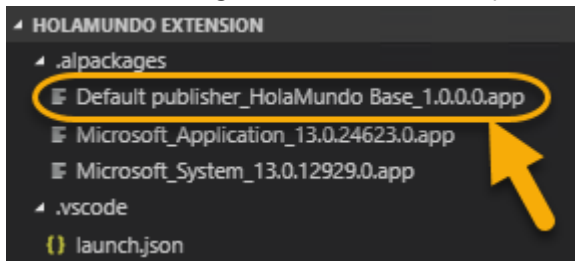 HOLAMUNDO EXTENSION
.alpackages
Default publisher_HolaMundo Base_1.0.0.0.app
Microsoft_Application_13.0.24623.0.app
Microsoft_System_13.0.12929.0.app
.vscode
{} launch.json